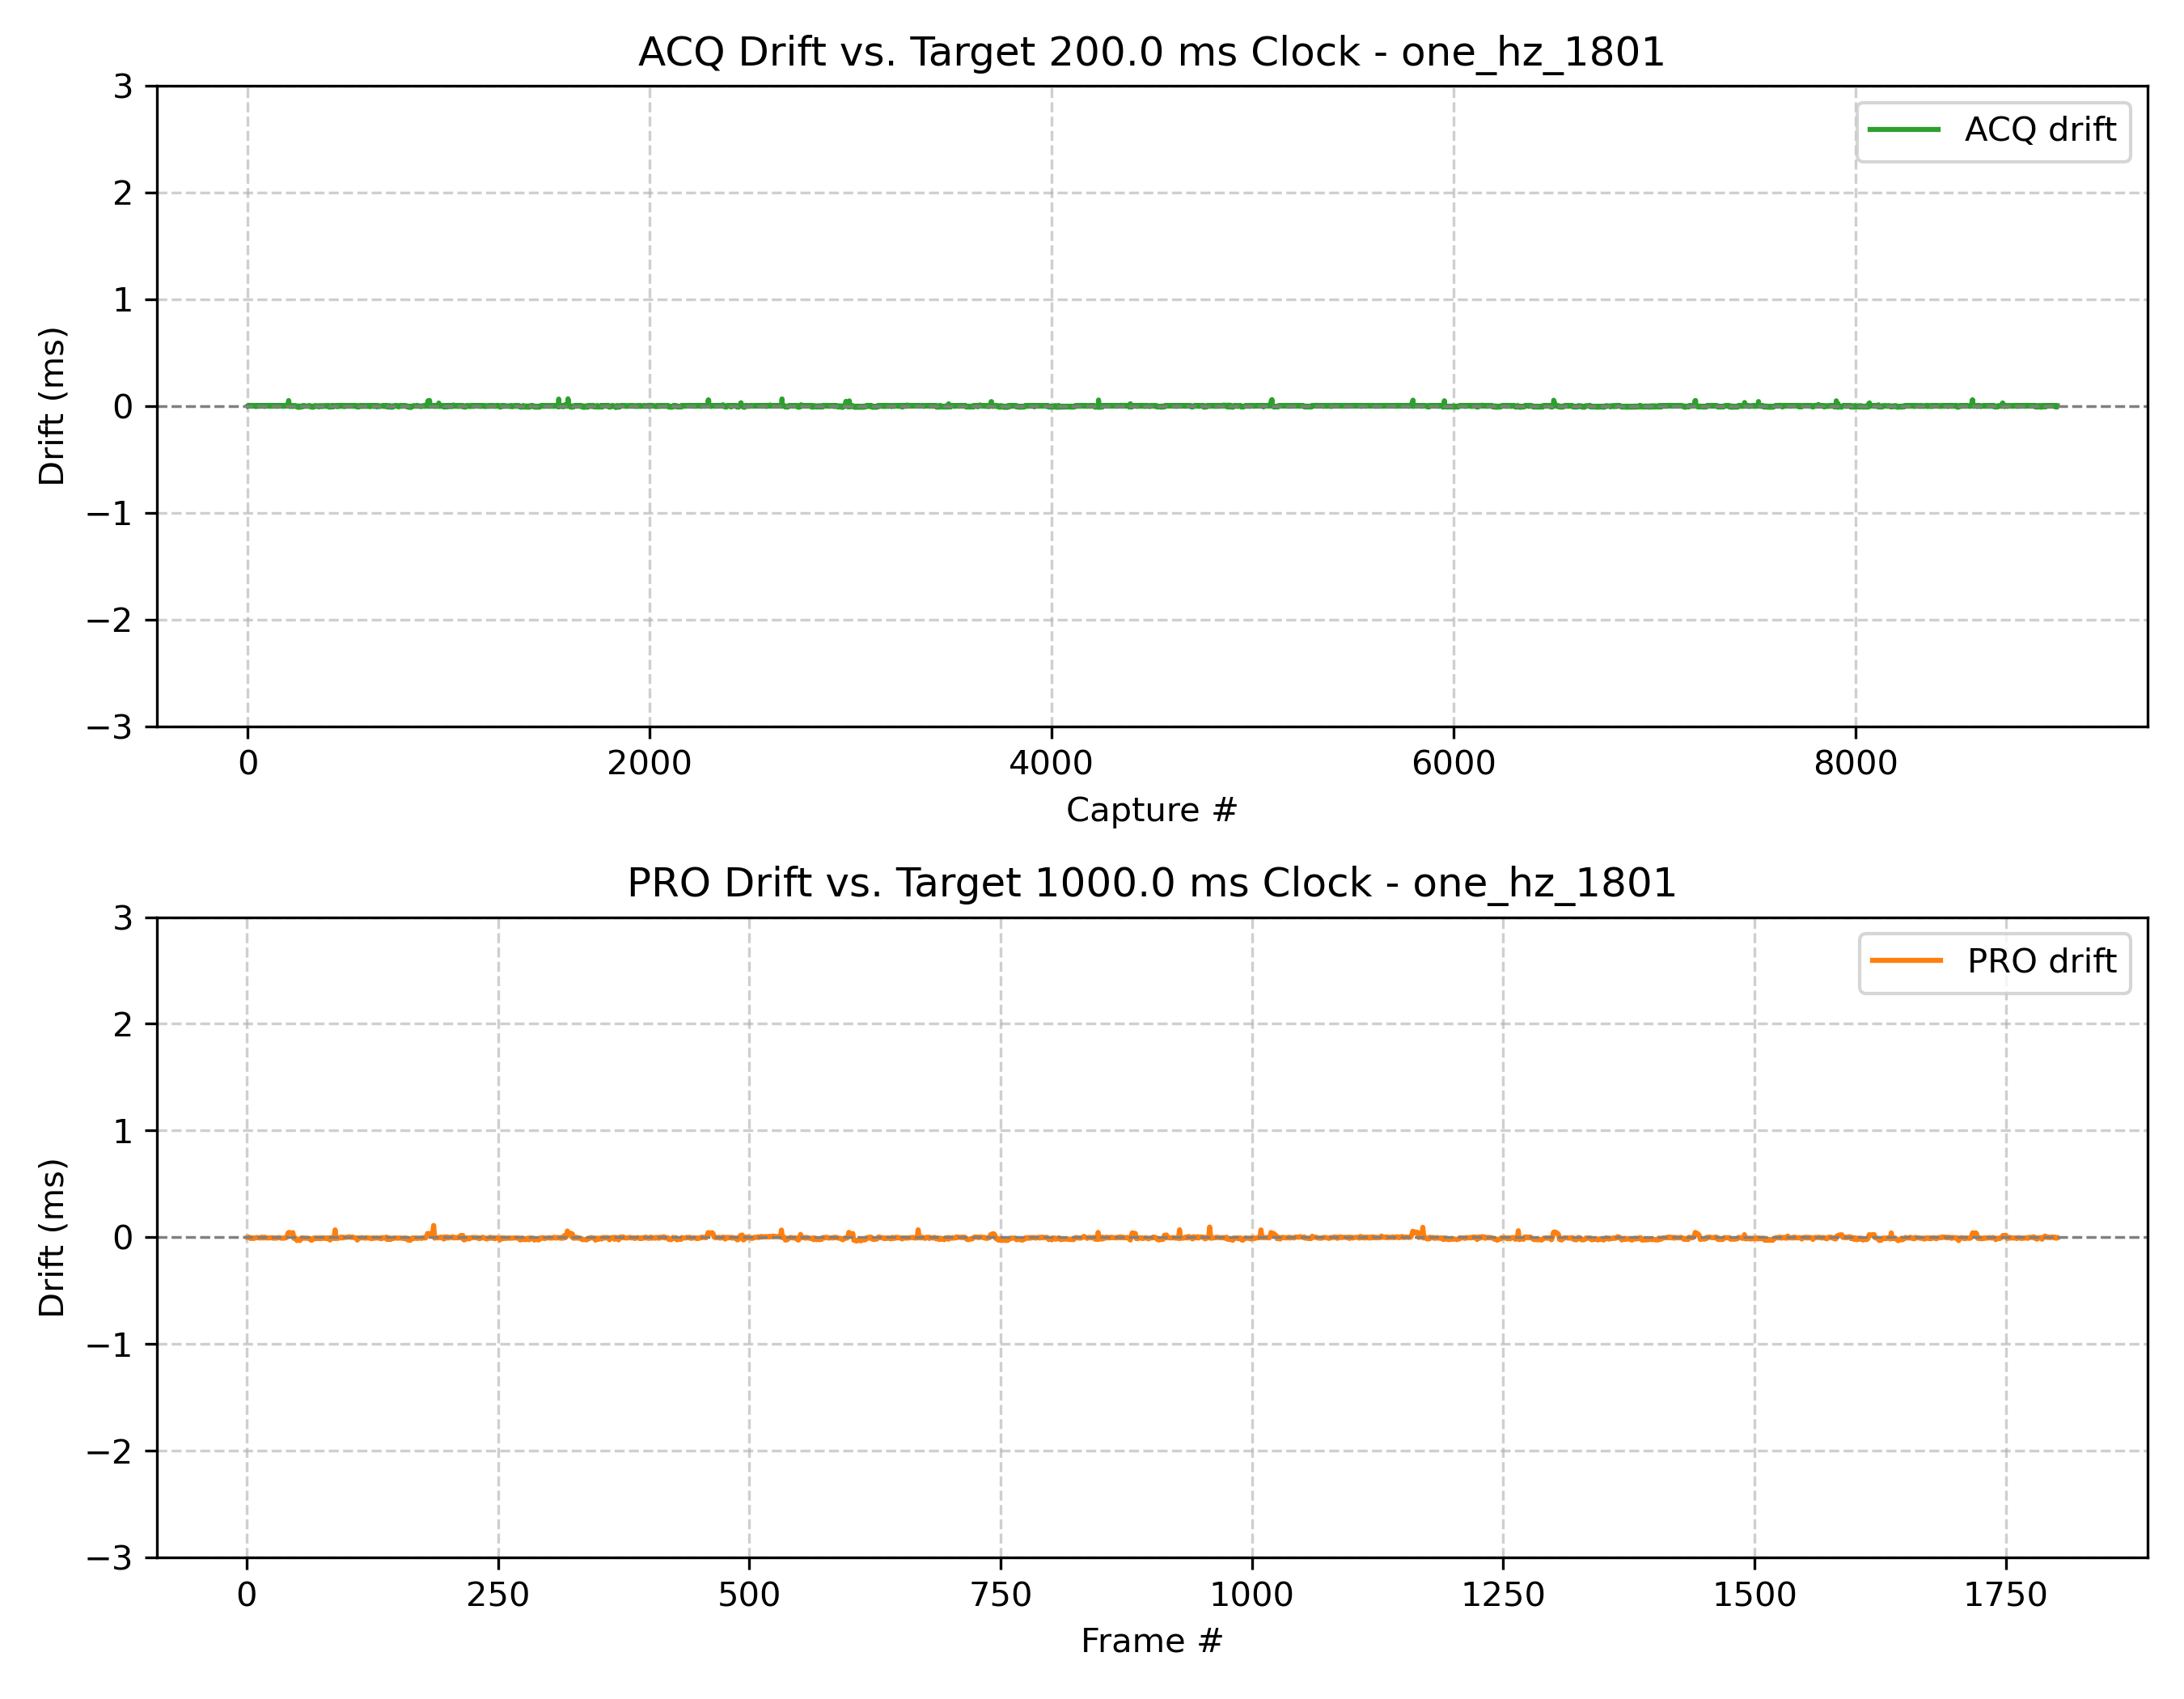 ACQ Drift vs. Target 200.0 ms Clock - one_hz_1801
3
2
1
0
−1
−2
−3
Drift (ms)
ACQ drift
0 2000 4000 6000 8000
Capture #
PRO Drift vs. Target 1000.0 ms Clock - one_hz_1801
3
2
1
0
−1
−2
−3
Drift (ms)
PRO drift
0 250 500 750 1000 1250 1500 1750
Frame #